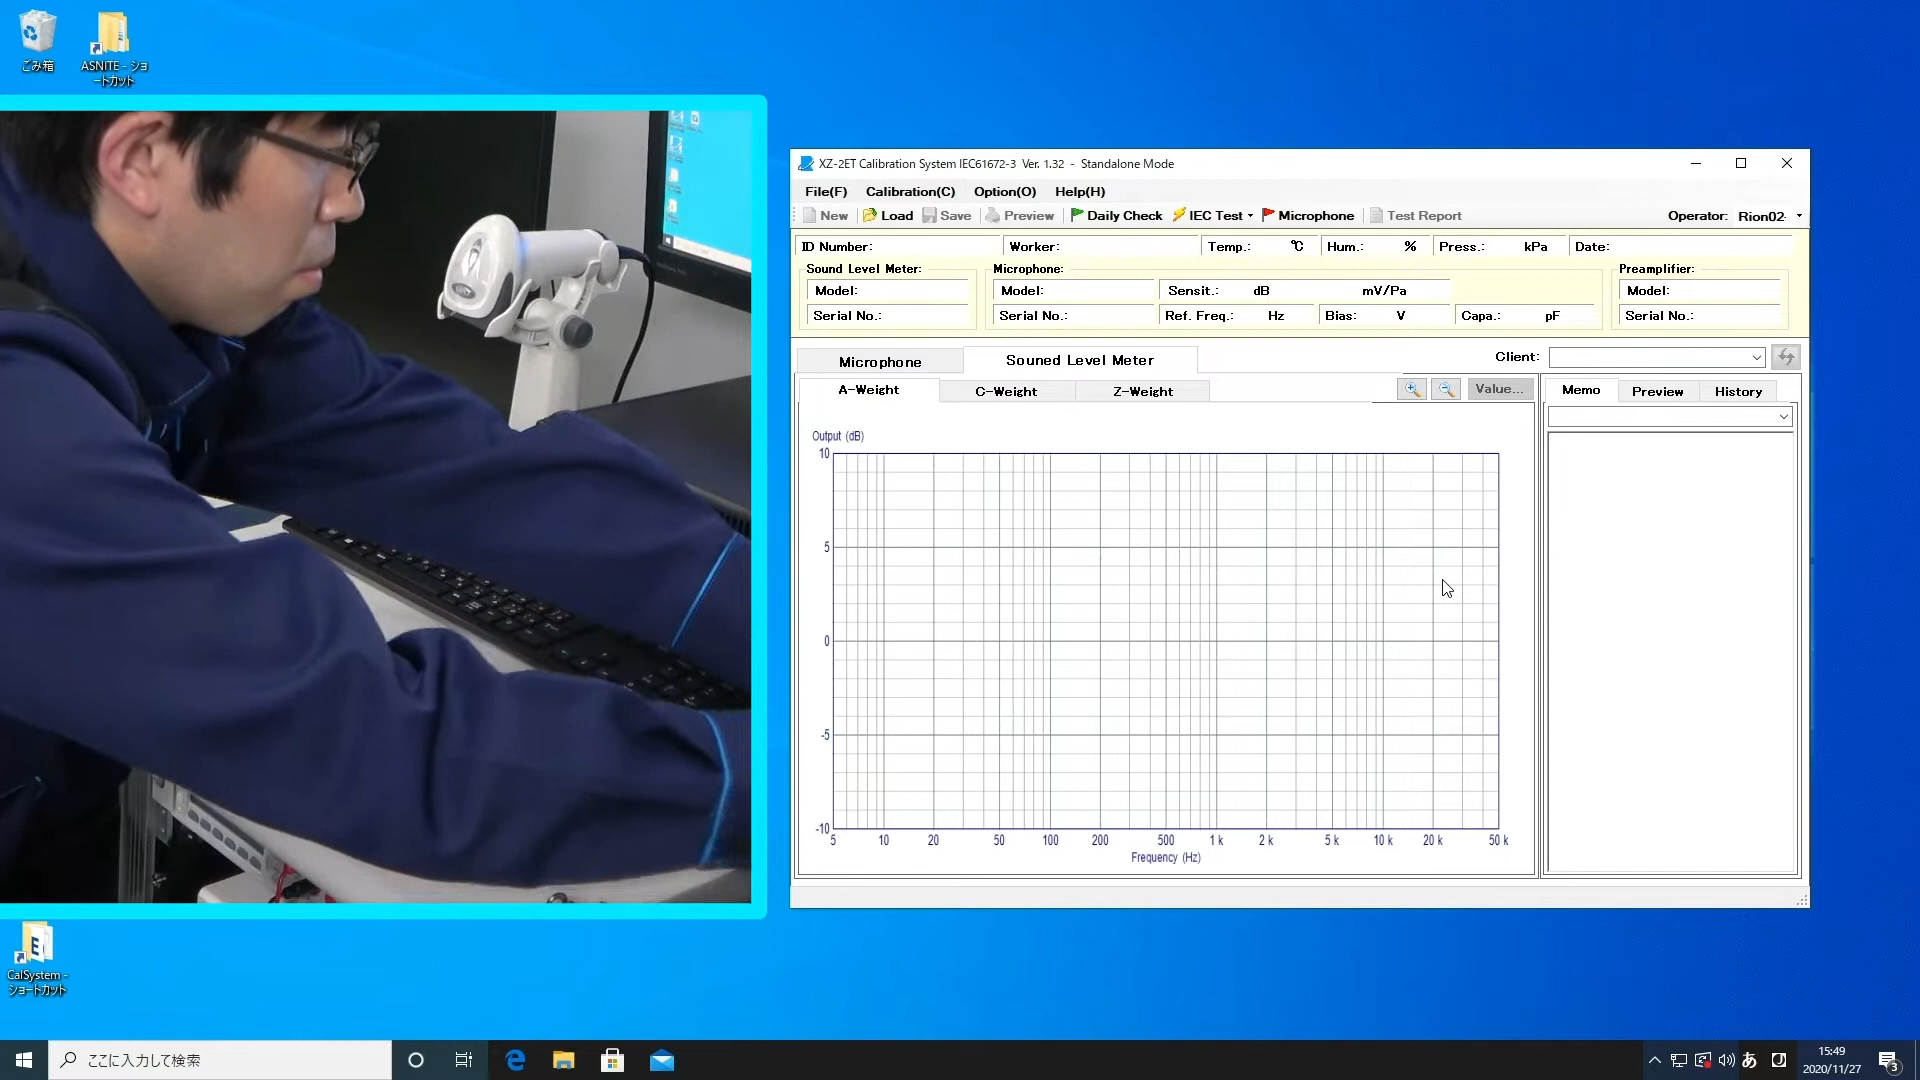 ごみ箱
ASNITE - ショ
ートカット
XZ-2ET Calibration System IEC61672-3 Ver. 1.32 - Standalone Mode
File(F) Calibration(C) Option(O) Help(H)
New Load Save Preview Daily Check IEC Test Microphone Test Report Operator: Rion02-
ID Number: Worker: Temp.: ℃ Hum.: % Press.: kPa Date:
Sound Level Meter: Microphone: Preamplifier:
Model: Model: Sensit.: dB mV/Pa Model:
Serial No.: Serial No.: Ref. Freq.: Hz Bias: V Capa.: pF Serial No.:
Microphone Souned Level Meter Client:
A-Weight C-Weight Z-Weight Value... Memo Preview History
Output (dB)
10
5
0
-5
-10
5 10 20 50 100 200 500 1 k 2 k 5 k 10 k 20 k 50 k
Frequency (Hz)
CalSystem -
ショートカット
ここに入力して検索
あ
15:49
2020/11/27
3